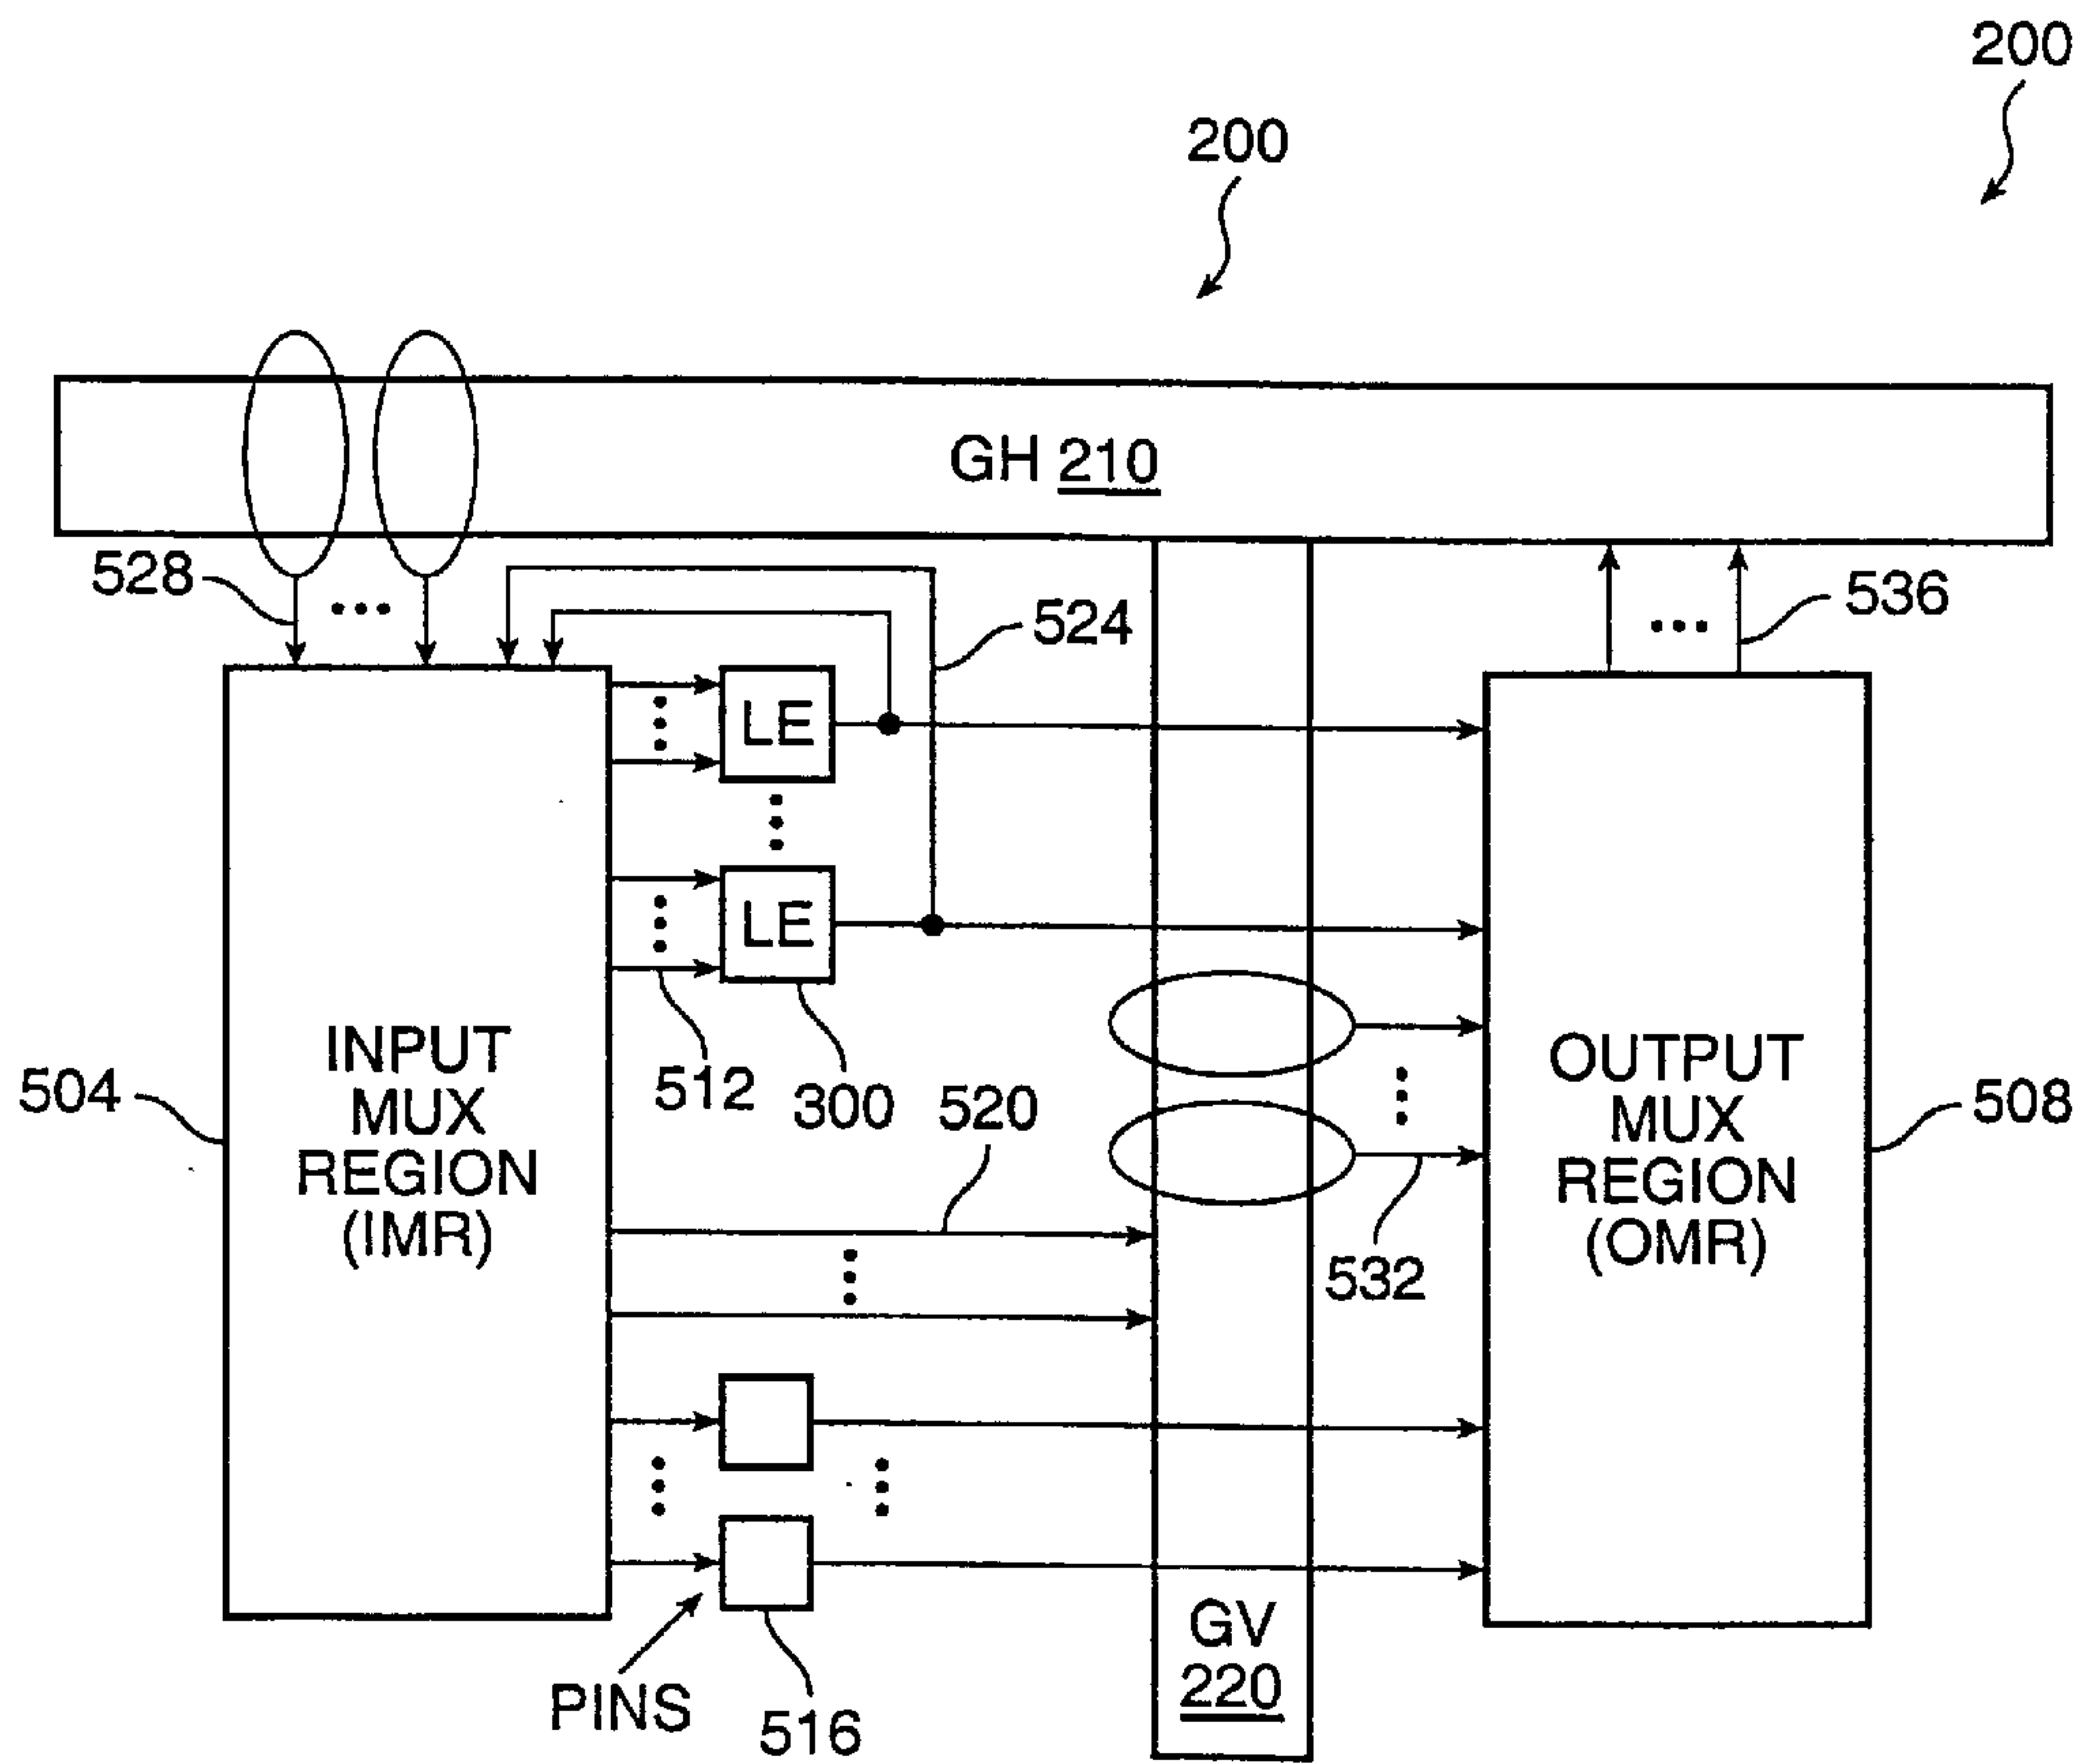 200
200
GH 210
528
524
536
LE
LE
INPUT
MUX
REGION
(IMR)
504
512
300
520
OUTPUT
MUX
REGION
(OMR)
508
532
PINS
516
GV
220